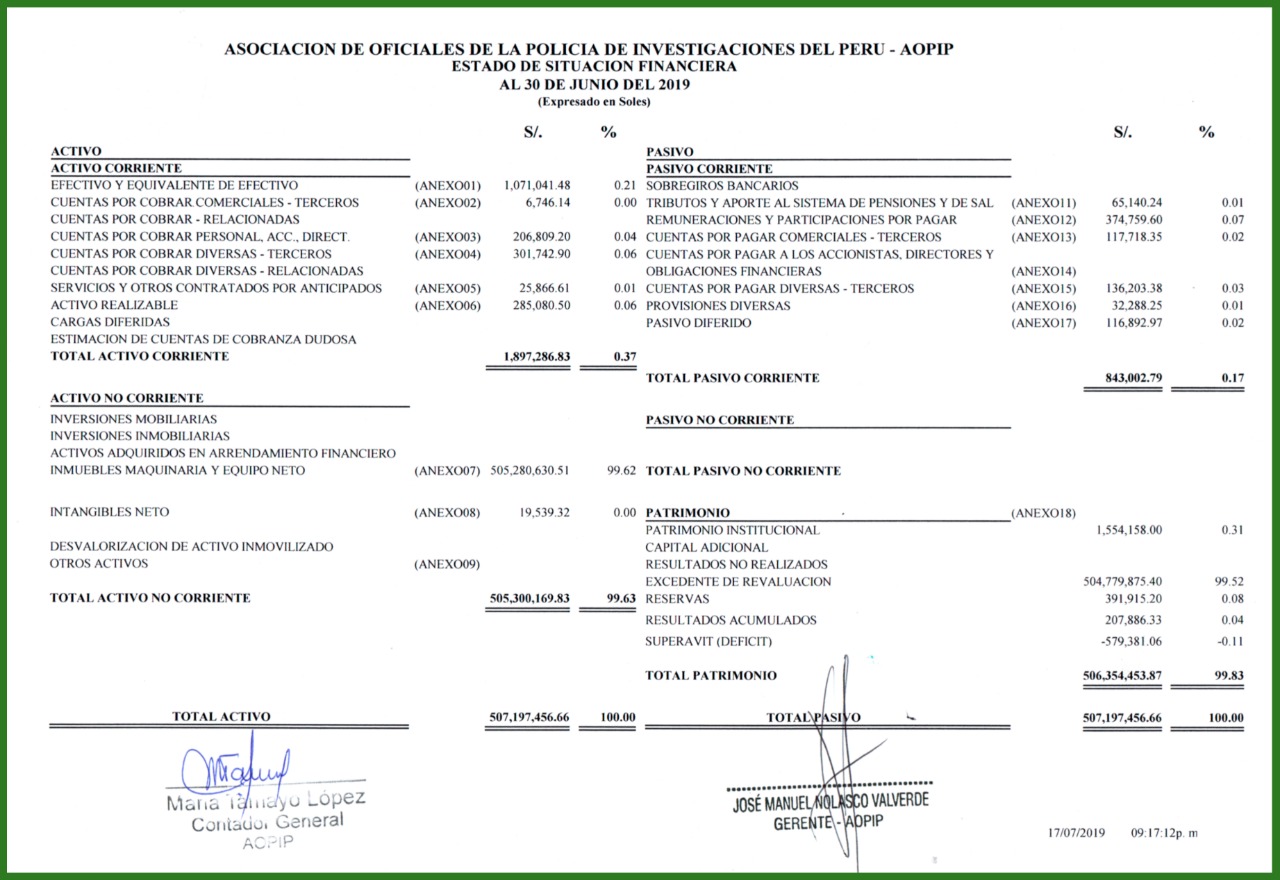 ASOCIACION DE OFICIALES DE LA POLICIA DE INVESTIGACIONES DEL PERU - AOPIP
ESTADO DE SITUACION FINANCIERA
AL 30 DE JUNIO DEL 2019
(Expresado en Soles)
S/. %
ACTIVO
ACTIVO CORRIENTE
EFECTIVO Y EQUIVALENTE DE EFECTIVO (ANEXO01) 1,071,041.48 0.21
CUENTAS POR COBRAR COMERCIALES - TERCEROS (ANEXO02) 6,746.14 0.00
CUENTAS POR COBRAR - RELACIONADAS
CUENTAS POR COBRAR PERSONAL, ACC., DIRECT. (ANEXO03) 206,809.20 0.04
CUENTAS POR COBRAR DIVERSAS - TERCEROS (ANEXO04) 301,742.90 0.06
CUENTAS POR COBRAR DIVERSAS - RELACIONADAS
SERVICIOS Y OTROS CONTRATADOS POR ANTICIPADOS (ANEXO05) 25,866.61 0.01
ACTIVO REALIZABLE (ANEXO06) 285,080.50 0.06
CARGAS DIFERIDAS
ESTIMACION DE CUENTAS DE COBRANZA DUDOSA
TOTAL ACTIVO CORRIENTE 1,897,286.83 0.37
ACTIVO NO CORRIENTE
INVERSIONES MOBILIARIAS
INVERSIONES INMOBILIARIAS
ACTIVOS ADQUIRIDOS EN ARRENDAMIENTO FINANCIERO
INMUEBLES MAQUINARIA Y EQUIPO NETO (ANEXO07) 505,280,630.51 99.62
INTANGIBLES NETO (ANEXO08) 19,539.32 0.00
DESVALORIZACION DE ACTIVO INMOVILIZADO
OTROS ACTIVOS (ANEXO09)
TOTAL ACTIVO NO CORRIENTE 505,300,169.83 99.63
TOTAL ACTIVO 507,197,456.66 100.00
S/. %
PASIVO
PASIVO CORRIENTE
SOBREGIROS BANCARIOS
TRIBUTOS Y APORTE AL SISTEMA DE PENSIONES Y DE SAL (ANEXO11) 65,140.24 0.01
REMUNERACIONES Y PARTICIPACIONES POR PAGAR (ANEXO12) 374,759.60 0.07
CUENTAS POR PAGAR COMERCIALES - TERCEROS (ANEXO13) 117,718.35 0.02
CUENTAS POR PAGAR A LOS ACCIONISTAS, DIRECTORES Y
OBLIGACIONES FINANCIERAS (ANEXO14)
CUENTAS POR PAGAR DIVERSAS - TERCEROS (ANEXO15) 136,203.38 0.03
PROVISIONES DIVERSAS (ANEXO16) 32,288.25 0.01
PASIVO DIFERIDO (ANEXO17) 116,892.97 0.02
TOTAL PASIVO CORRIENTE 843,002.79 0.17
PASIVO NO CORRIENTE
TOTAL PASIVO NO CORRIENTE
PATRIMONIO (ANEXO18)
PATRIMONIO INSTITUCIONAL 1,554,158.00 0.31
CAPITAL ADICIONAL
RESULTADOS NO REALIZADOS
EXCEDENTE DE REVALUACION 504,779,875.40 99.52
RESERVAS 391,915.20 0.08
RESULTADOS ACUMULADOS 207,886.33 0.04
SUPERAVIT (DEFICIT) -579,381.06 -0.11
TOTAL PATRIMONIO 506,354,453.87 99.83
TOTAL PASIVO 507,197,456.66 100.00
María Tamayo López
Contador General
AOPIP
JOSÉ MANUEL NOLASCO VALVERDE
GERENTE - AOPIP
17/07/2019 09:17:12p. m